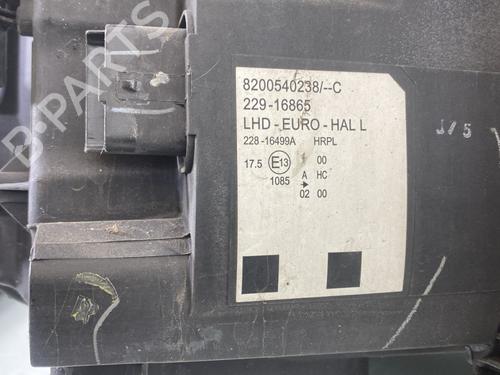 B-PARTS
8200540238/--C
229-16865
LHD - EURO - HAL L
228-16499A HRPL
17.5 E13 00
A HC
1085
02 00